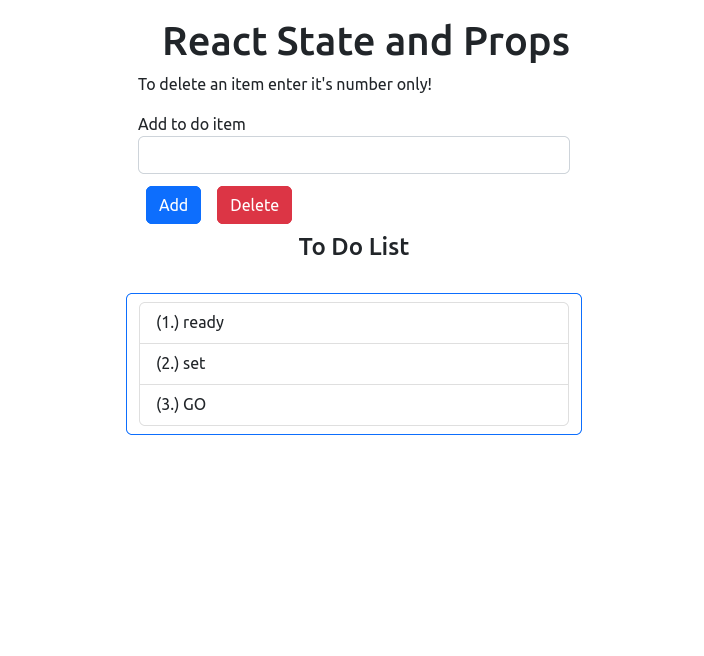 React State and Props
To delete an item enter it's number only!
Add to do item
Add Delete
To Do List
(1.) ready
(2.) set
(3.) GO